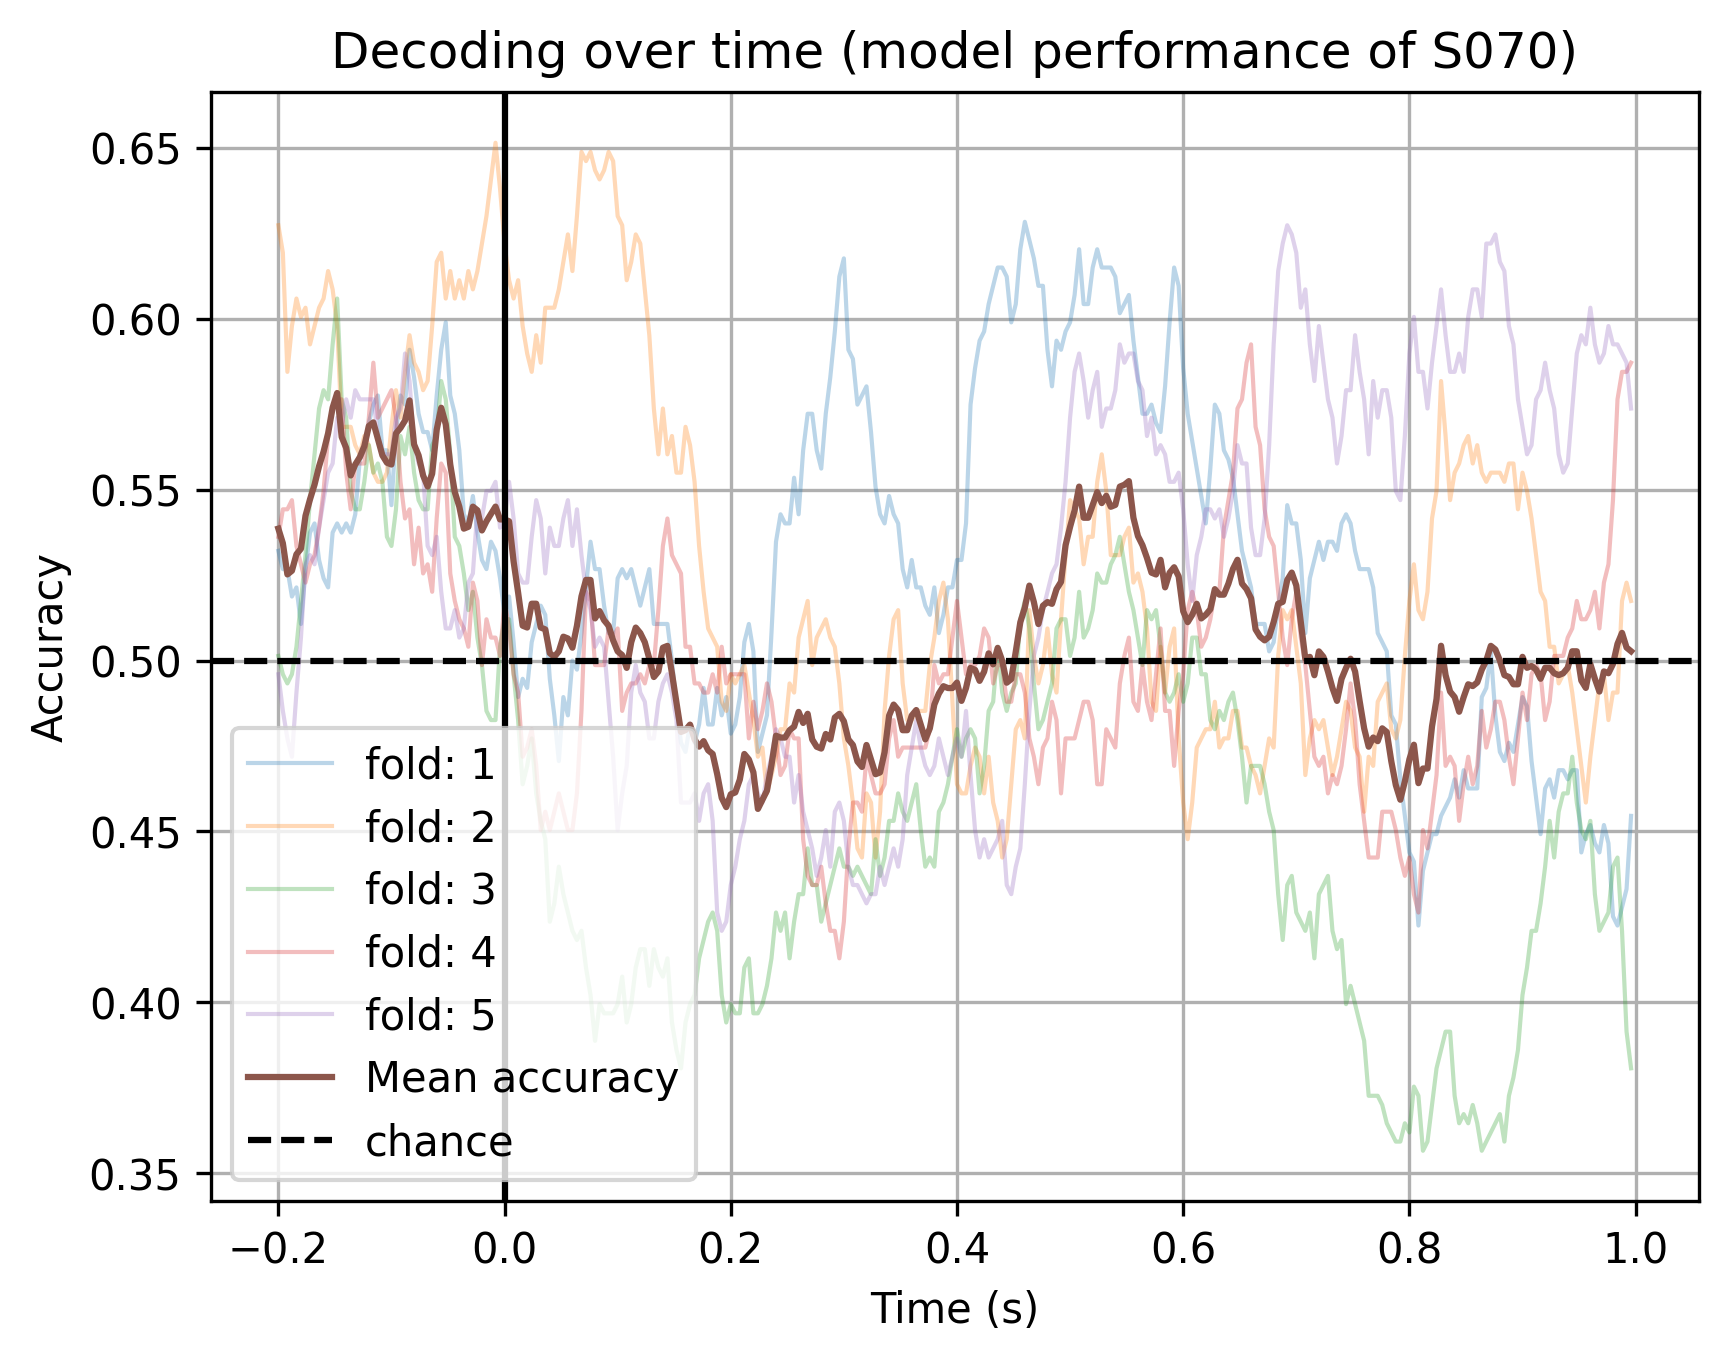 Decoding over time (model performance of S070)
Accuracy
0.65
0.60
0.55
0.50
0.45
0.40
0.35
fold: 1
fold: 2
fold: 3
fold: 4
fold: 5
Mean accuracy
chance
−0.2 0.0 0.2 0.4 0.6 0.8 1.0
Time (s)